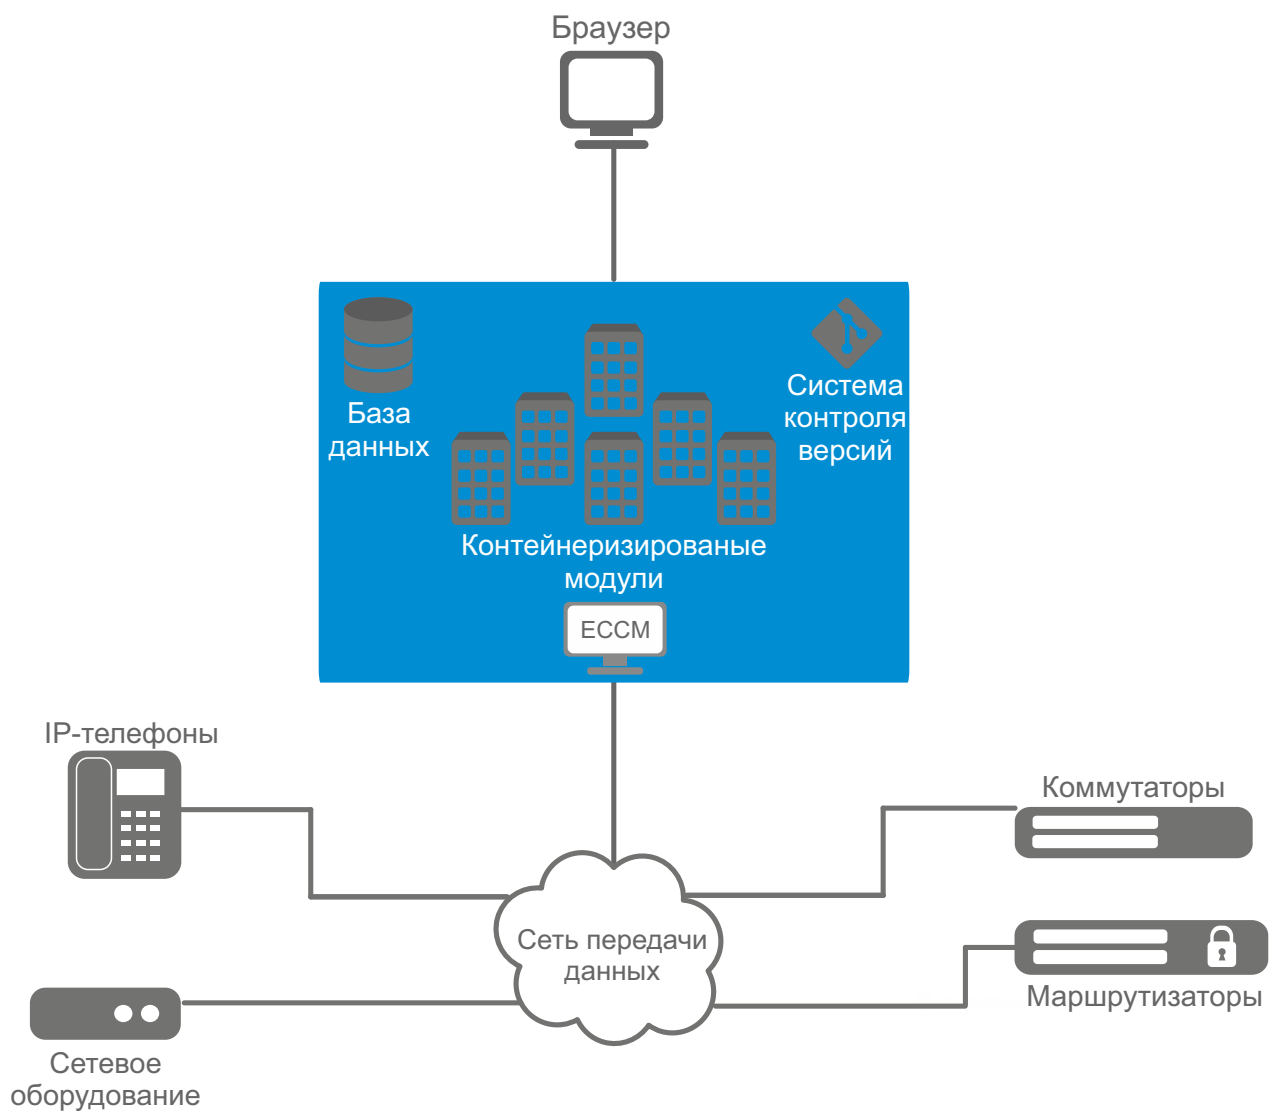 Браузер
База
данных
Система
контроля
версий
Контейнеризированые
модули
ECCM
IP-телефоны
Коммутаторы
Сеть передачи
данных
Маршрутизаторы
Сетевое
оборудование